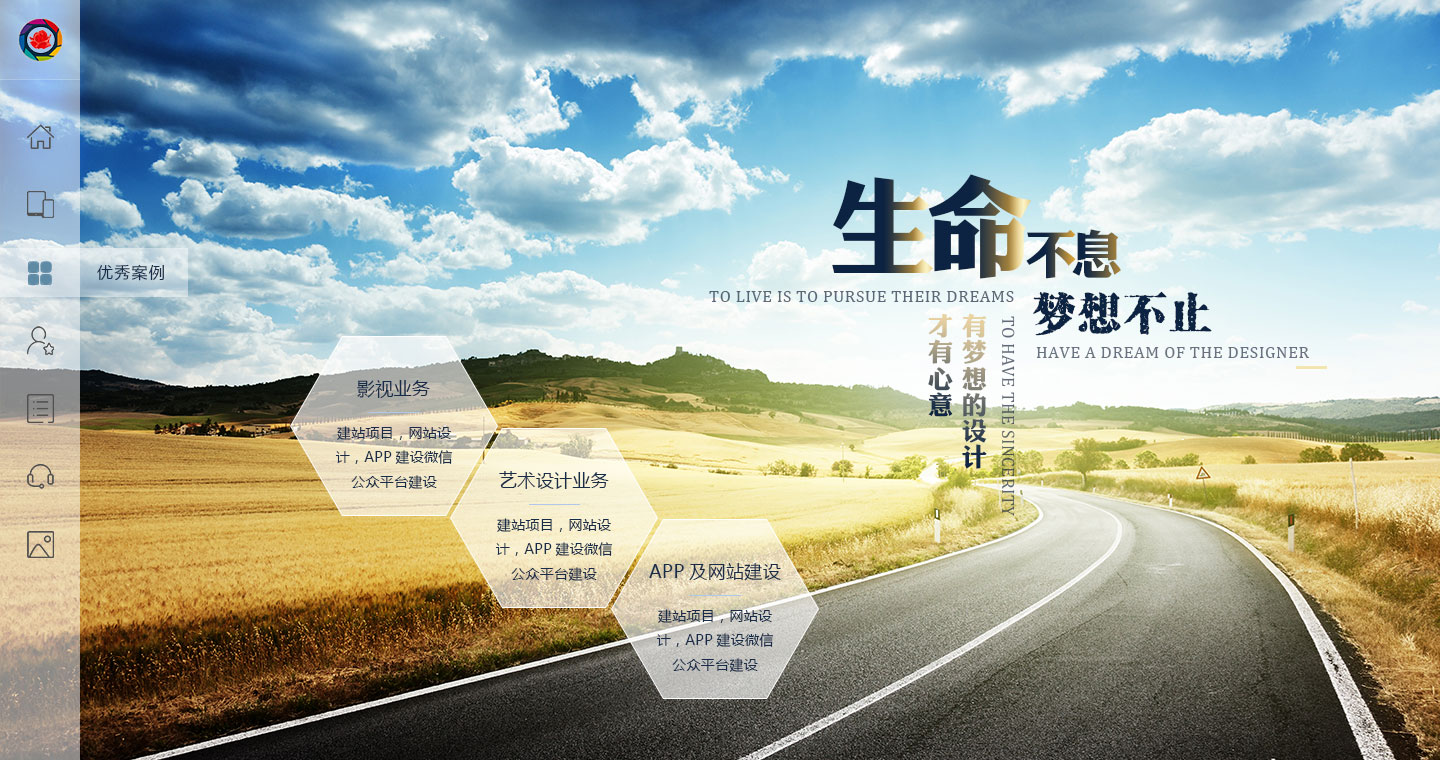 优秀案例
生命不息
TO LIVE IS TO PURSUE THEIR DREAMS
梦想不止
HAVE A DREAM OF THE DESIGNER
TO HAVE THE SINCERITY
有梦想的设计
才有心意
影视业务
建站项目，网站设
计，APP 建设微信
公众平台建设
艺术设计业务
建站项目，网站设
计，APP 建设微信
公众平台建设
APP 及网站建设
建站项目，网站设
计，APP 建设微信
公众平台建设